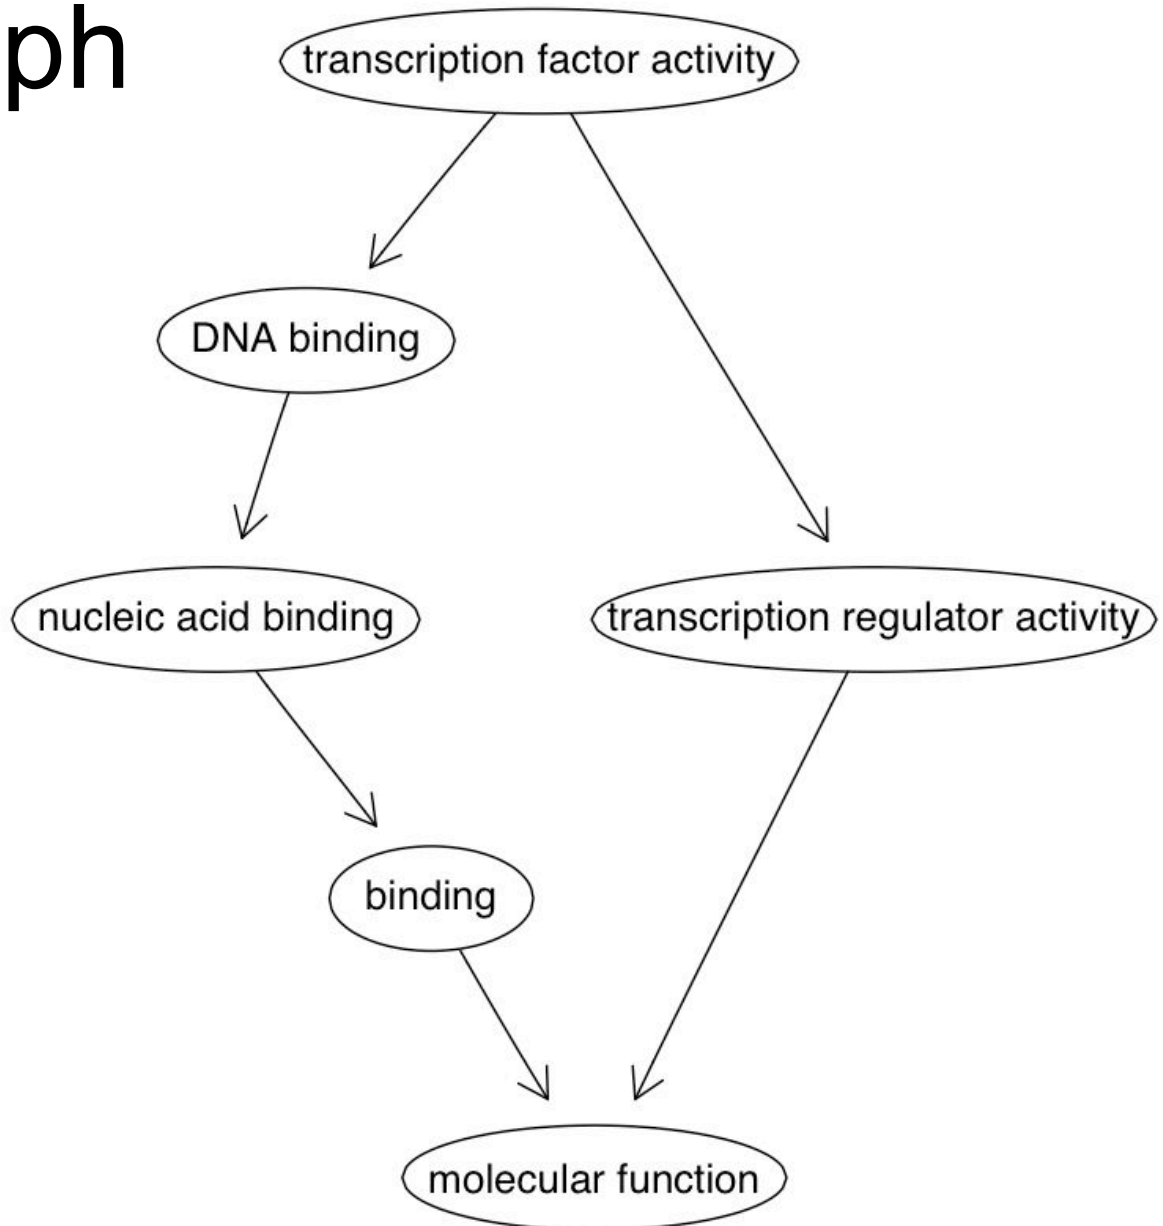 ph
transcription factor activity
DNA binding
nucleic acid binding
transcription regulator activity
binding
molecular function